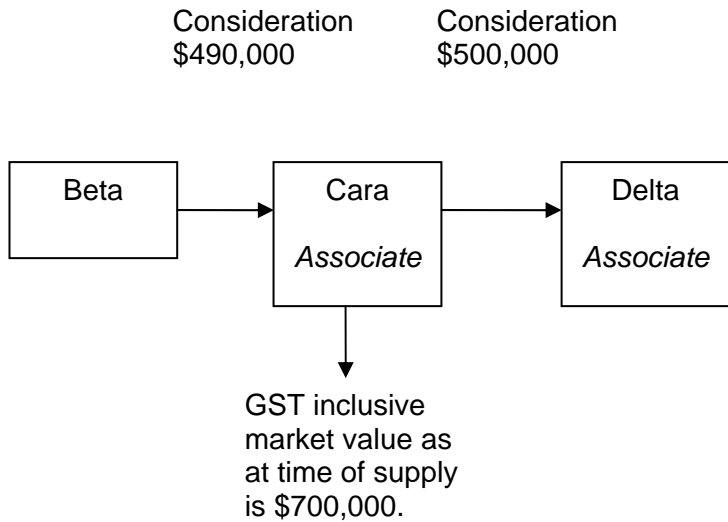 Consideration
$490,000
Consideration
$500,000
Beta
Cara
Associate
Delta
Associate
GST inclusive
market value as
at time of supply
is $700,000.